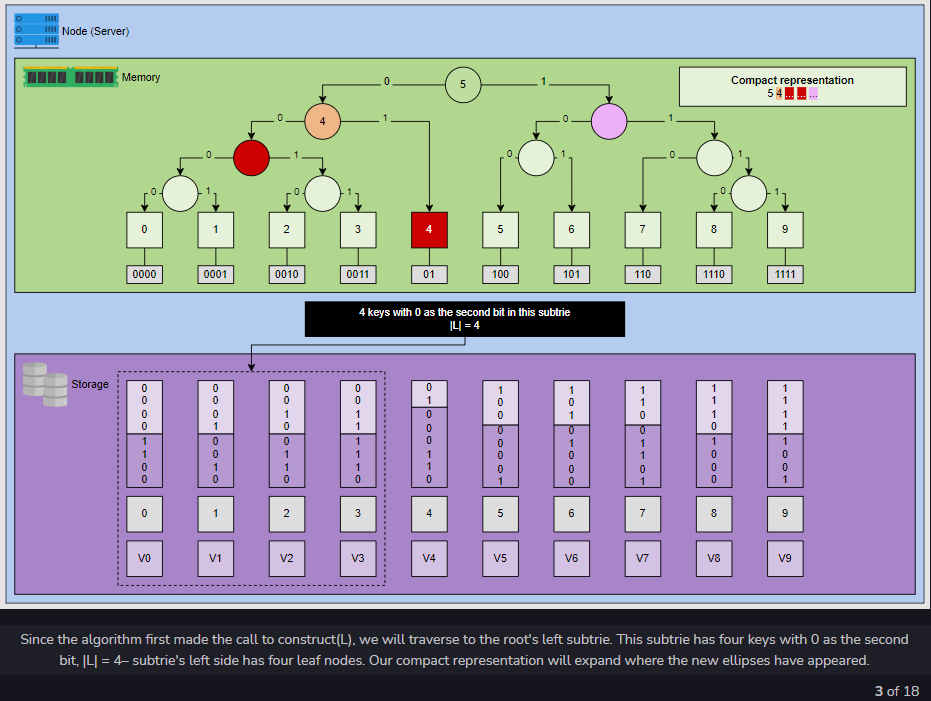 Node (Server)
Memory
0 5 1
Compact representation
5 4 ... ... ...
0 4 1 0 1
0 1 0 1 0 1
0 1 0 1 0 1
0 1 2 3 4 5 6 7 8 9
0000 0001 0010 0011 01 100 101 110 1110 1111
4 keys with 0 as the second bit in this subtrie
|L| = 4
Storage
0 0 0 0 0 1 1 1 1 1
0 0 0 0 1 0 0 1 1 1
0 0 1 1 0 0 1 0 1 1
0 1 0 1 0 0 0 0 0 1
1 0 0 1 0 0 1 1 1 1
1 0 1 1 1 0 0 1 0 0
0 1 1 1 1 0 0 0 0 0
0 0 0 0 0 1 0 1 0 1
0 1 2 3 4 5 6 7 8 9
V0 V1 V2 V3 V4 V5 V6 V7 V8 V9
Since the algorithm first made the call to construct(L), we will traverse to the root's left subtrie. This subtrie has four keys with 0 as the second
bit, |L| = 4– subtrie's left side has four leaf nodes. Our compact representation will expand where the new ellipses have appeared.
3 of 18